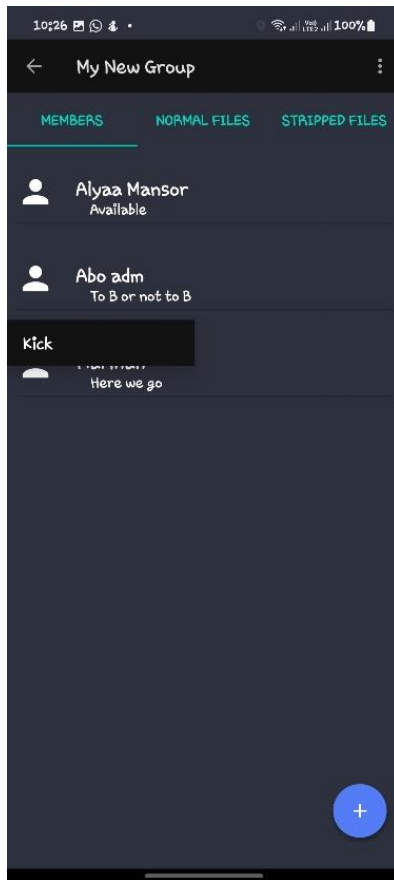 10:26
100%
My New Group
MEMBERS NORMAL FILES STRIPPED FILES
Alyaa Mansor
Available
Abo adm
To B or not to B
Kick
Here we go